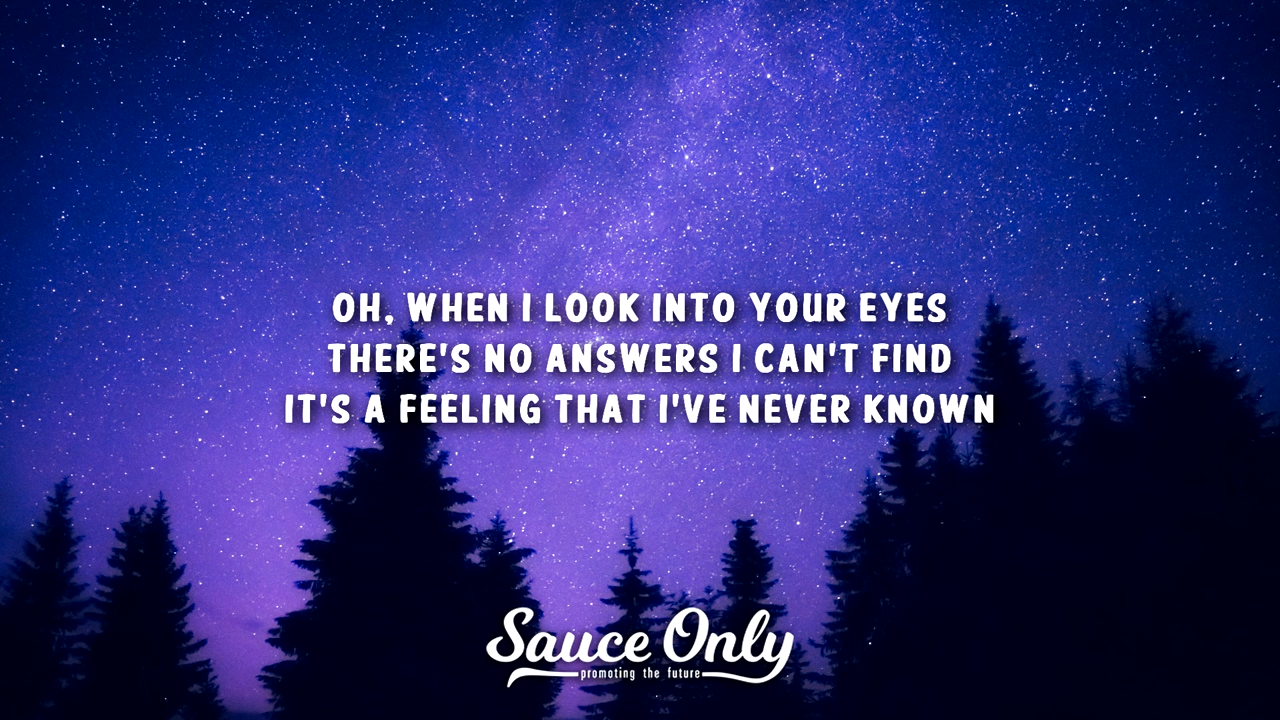 OH, WHEN I LOOK INTO YOUR EYES
THERE'S NO ANSWERS I CAN'T FIND
IT'S A FEELING THAT I'VE NEVER KNOWN
Sauce Only
promoting the future